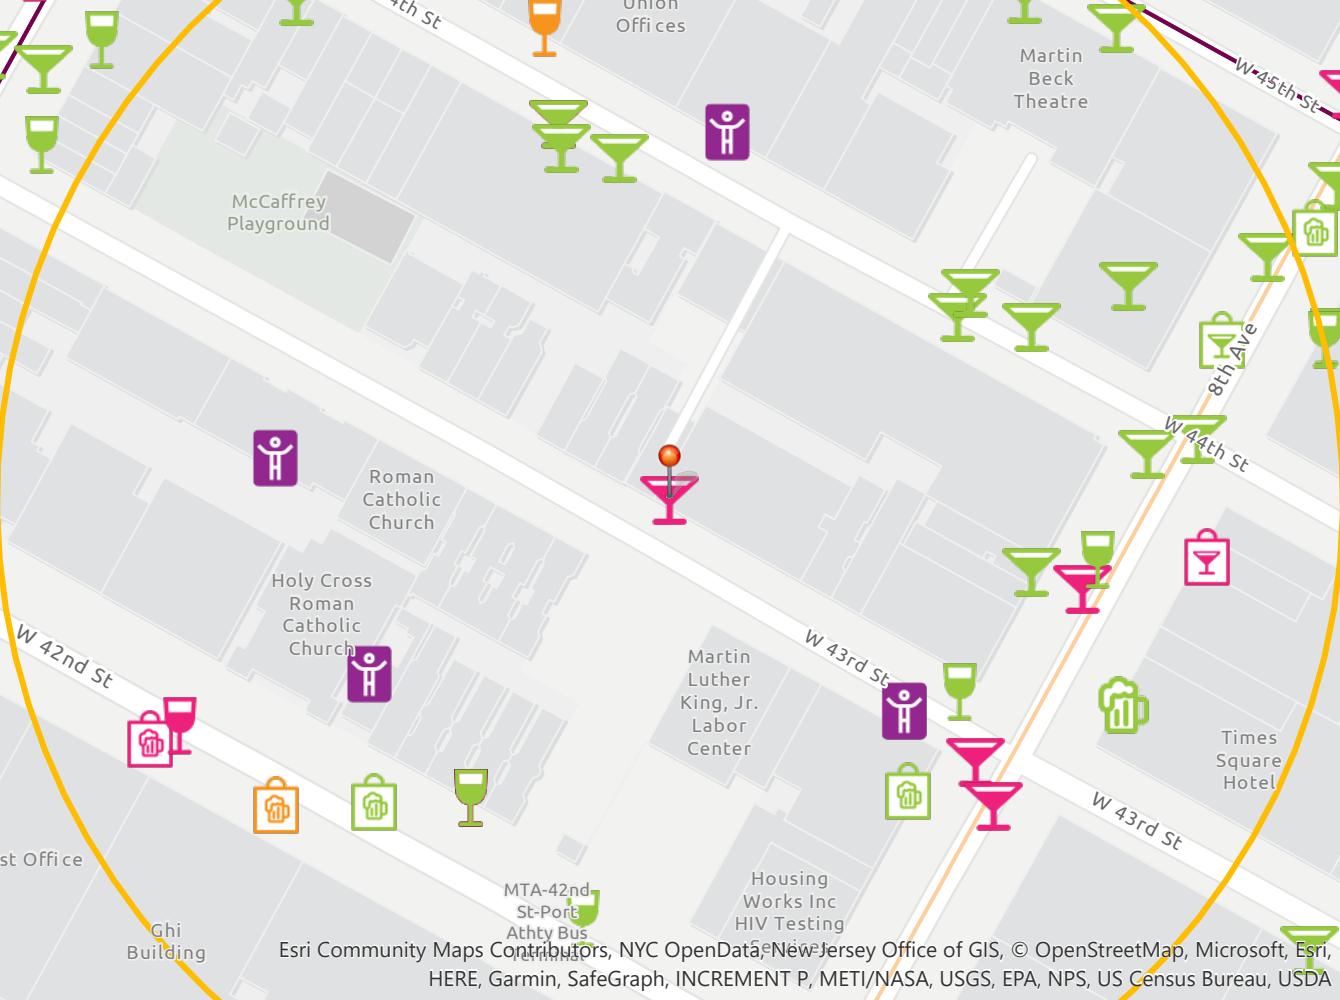 4th St
Union
Offices
Martin
Beck
Theatre
W 45th St
McCaffrey
Playground
8th Ave
W 44th St
Roman
Catholic
Church
Holy Cross
Roman
Catholic
Church
W 42nd St
W 43rd St
Martin
Luther
King, Jr.
Labor
Center
Times
Square
Hotel
W 43rd St
st Office
Ghi
Building
MTA-42nd
St-Port
Athty Bus
Terminal
Housing
Works Inc
HIV Testing
Services
Esri Community Maps Contributors, NYC OpenData, New Jersey Office of GIS, © OpenStreetMap, Microsoft, Esri,
HERE, Garmin, SafeGraph, INCREMENT P, METI/NASA, USGS, EPA, NPS, US Census Bureau, USDA